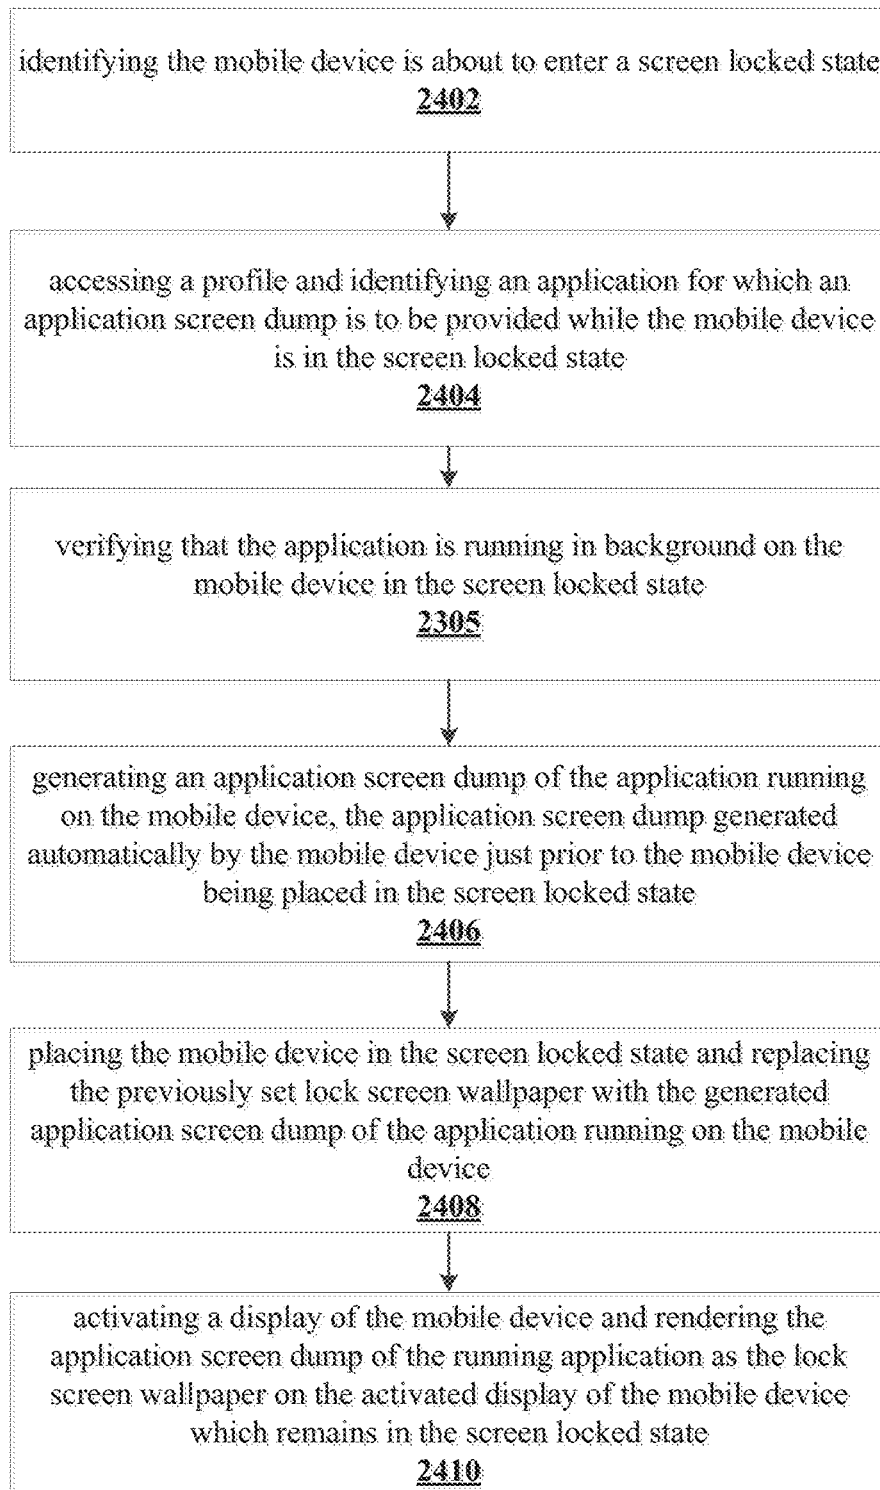 identifying the mobile device is about to enter a screen locked state
2402
accessing a profile and identifying an application for which an
application screen dump is to be provided while the mobile device
is in the screen locked state
2404
verifying that the application is running in background on the
mobile device in the screen locked state
2305
generating an application screen dump of the application running
on the mobile device, the application screen dump generated
automatically by the mobile device just prior to the mobile device
being placed in the screen locked state
2406
placing the mobile device in the screen locked state and replacing
the previously set lock screen wallpaper with the generated
application screen dump of the application running on the mobile
device
2408
activating a display of the mobile device and rendering the
application screen dump of the running application as the lock
screen wallpaper on the activated display of the mobile device
which remains in the screen locked state
2410